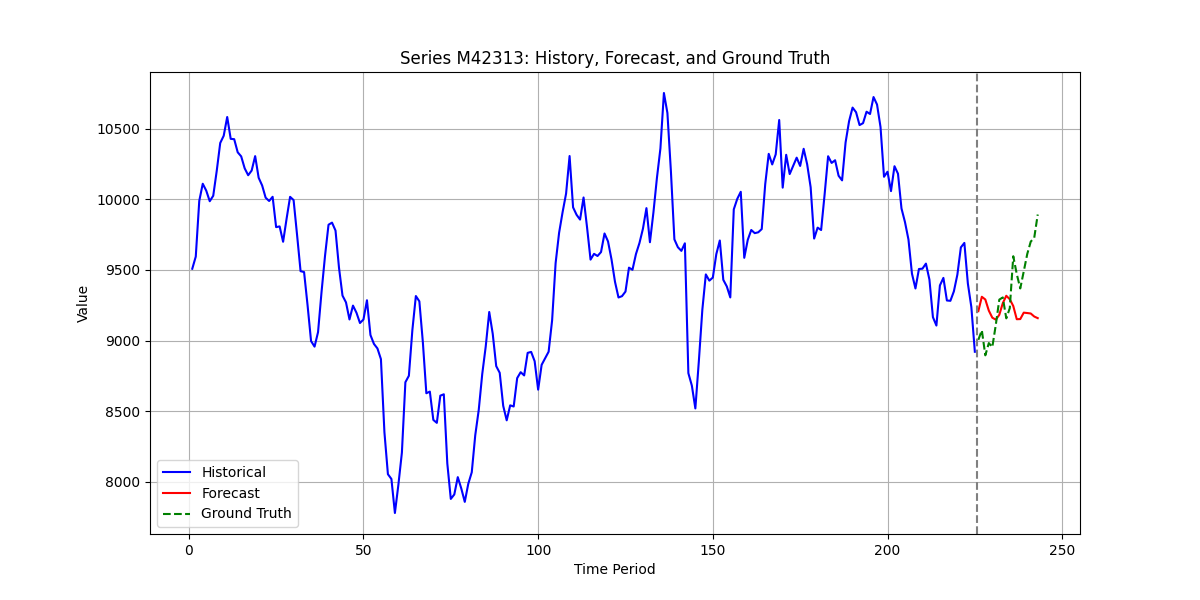 Series M42313: History, Forecast, and Ground Truth
Value
10500
10000
9500
9000
8500
8000
Historical
Forecast
Ground Truth
0 50 100 150 200 250
Time Period